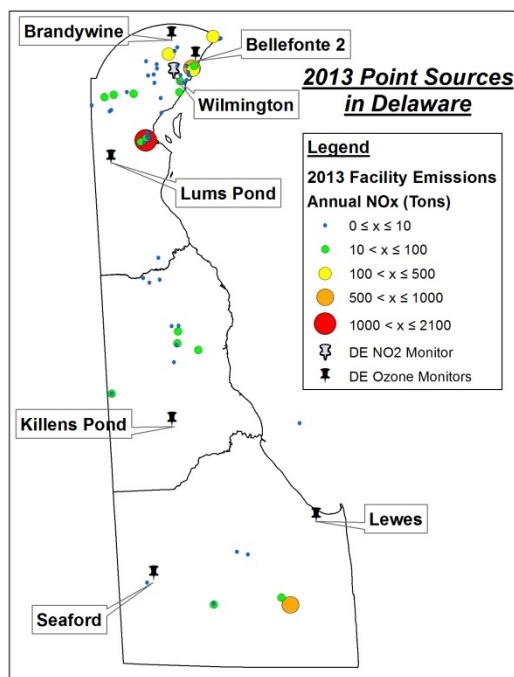 Brandywine
Bellefonte 2
2013 Point Sources
in Delaware
Wilmington
Lums Pond
Legend
2013 Facility Emissions
Annual NOx (Tons)
0 ≤ x ≤ 10
10 < x ≤ 100
100 < x ≤ 500
500 < x ≤ 1000
1000 < x ≤ 2100
DE NO2 Monitor
DE Ozone Monitors
Killens Pond
Lewes
Seaford